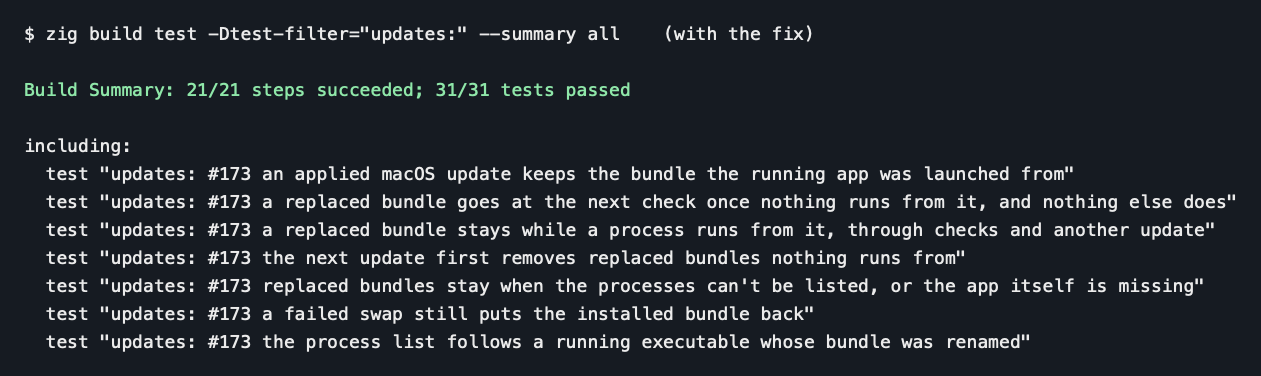 $ zig build test -Dtest-filter="updates:" --summary all    (with the fix)
Build Summary: 21/21 steps succeeded; 31/31 tests passed
including:
test "updates: #173 an applied macOS update keeps the bundle the running app was launched from"
test "updates: #173 a replaced bundle goes at the next check once nothing runs from it, and nothing else does"
test "updates: #173 a replaced bundle stays while a process runs from it, through checks and another update"
test "updates: #173 the next update first removes replaced bundles nothing runs from"
test "updates: #173 replaced bundles stay when the processes can't be listed, or the app itself is missing"
test "updates: #173 a failed swap still puts the installed bundle back"
test "updates: #173 the process list follows a running executable whose bundle was renamed"